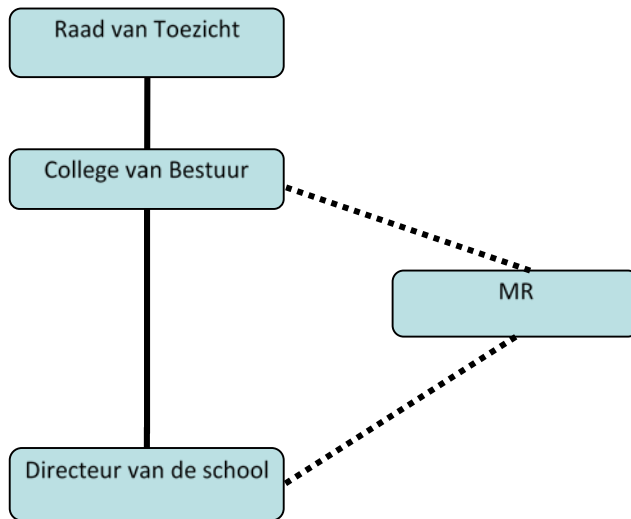 Raad van Toezicht
College van Bestuur
MR
Directeur van de school